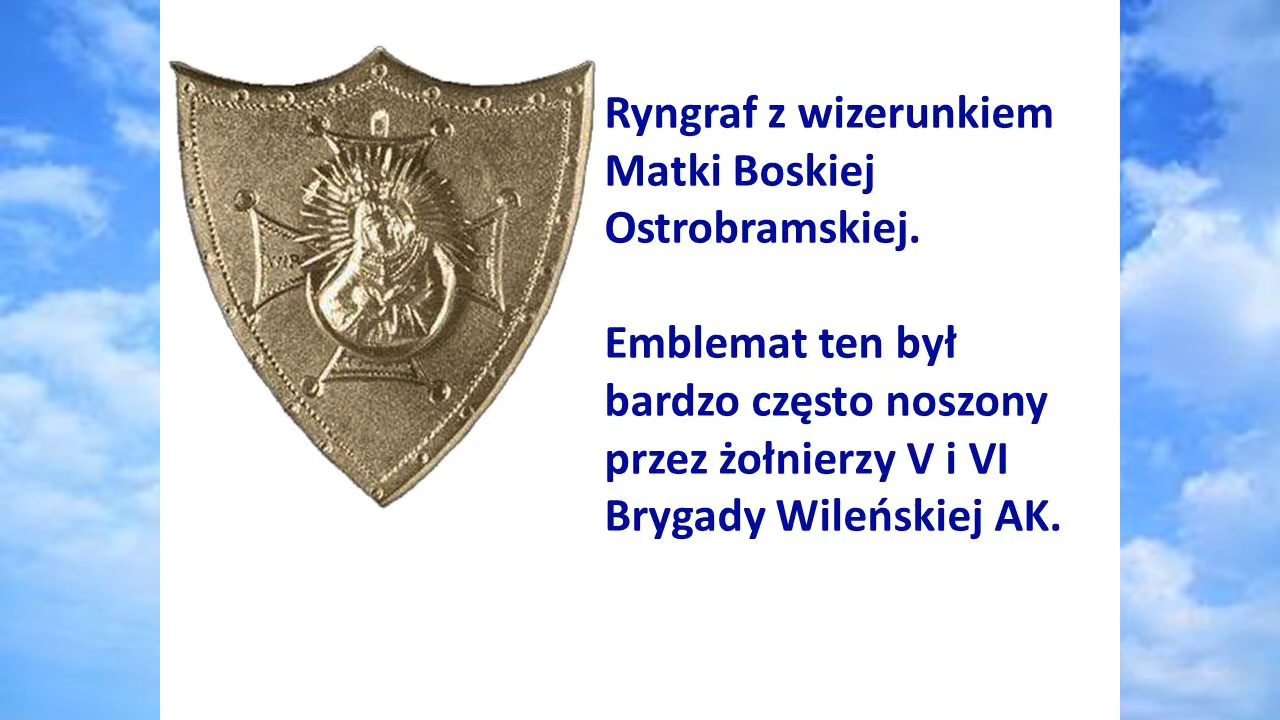 Ryngraf z wizerunkiem
Matki Boskiej
Ostrobramskiej.
Emblemat ten był
bardzo często noszony
przez żołnierzy V i VI
Brygady Wileńskiej AK.